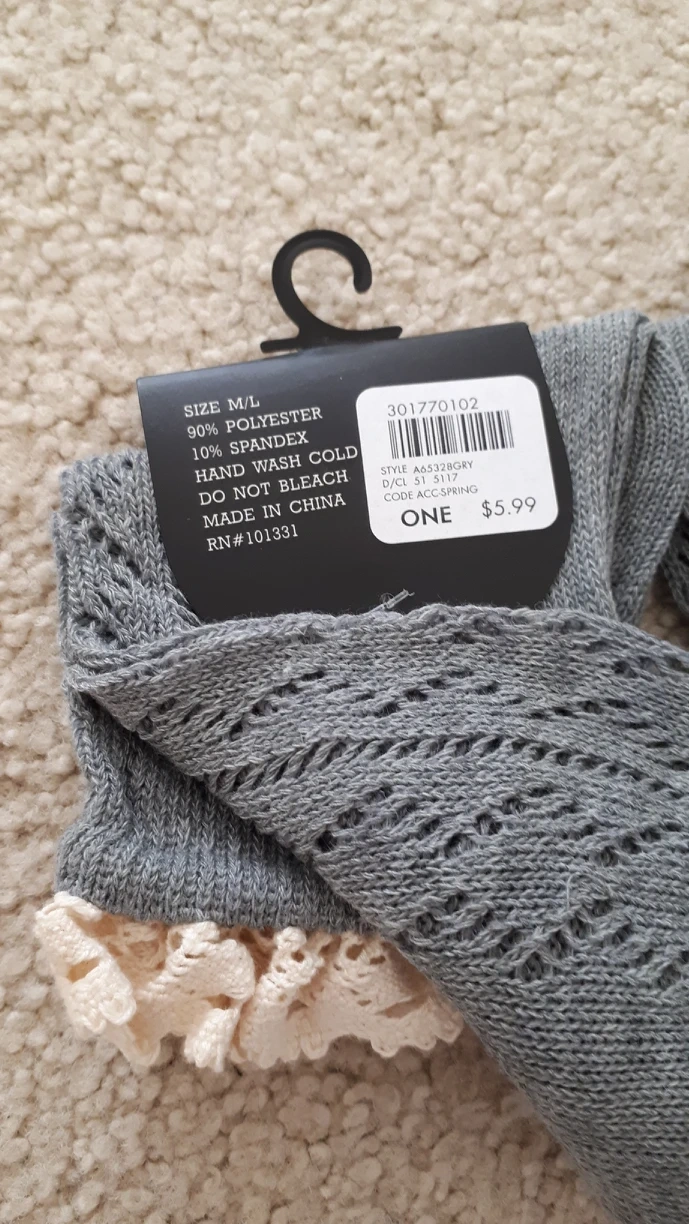 SIZE M/L
90% POLYESTER
10% SPANDEX
HAND WASH COLD
DO NOT BLEACH
MADE IN CHINA
RN#101331
301770102
STYLE A65328GRY
D/CL 51 5117
CODE ACC-SPRING
ONE $5.99